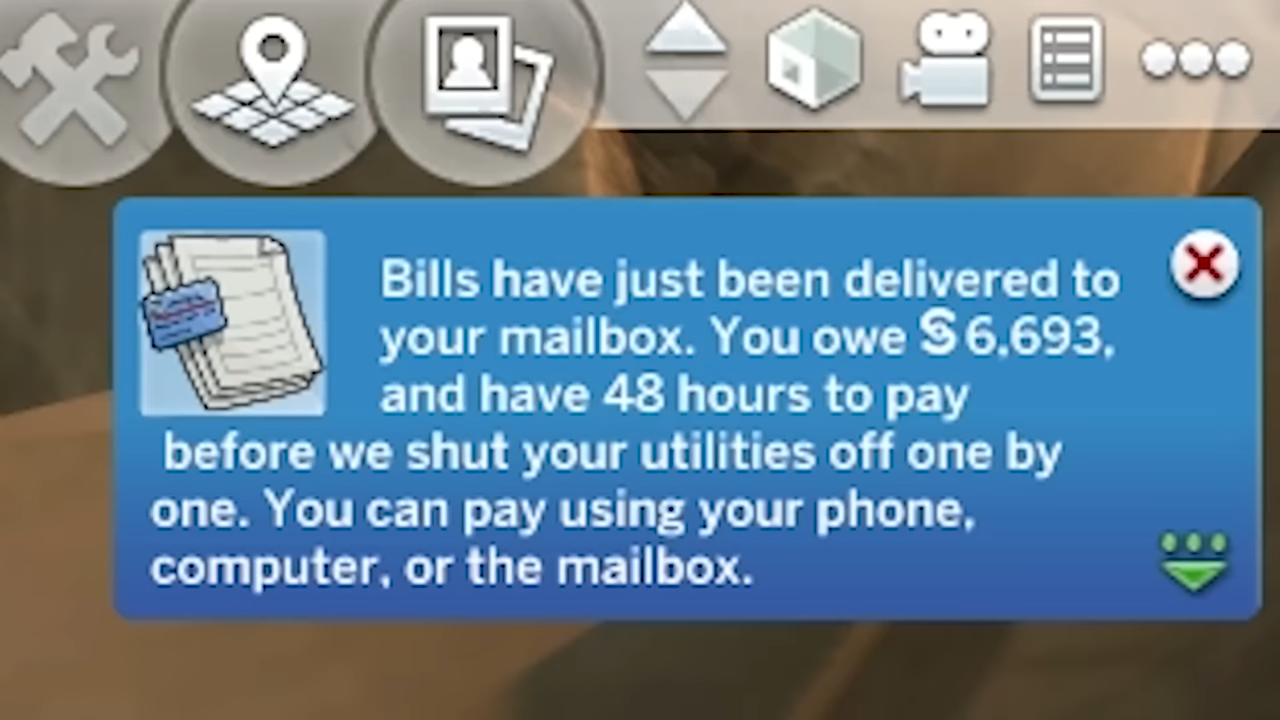 Bills have just been delivered to
your mailbox. You owe §6,693,
and have 48 hours to pay
before we shut your utilities off one by
one. You can pay using your phone,
computer, or the mailbox.